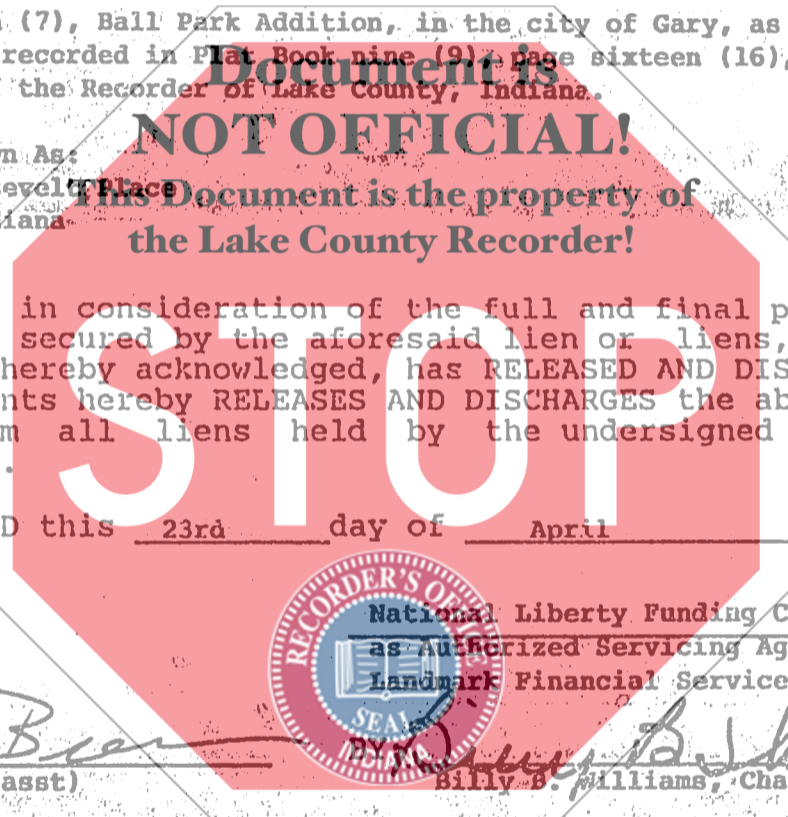 (7), Ball Park Addition, in the city of Gary, as
recorded in Plat Book nine (9), page sixteen (16),
the Recorder of Lake County, Indiana.
Document is
NOT OFFICIAL!
n As:
sevelt Place
iana
This Document is the property of
the Lake County Recorder!
in consideration of the full and final p
secured by the aforesaid lien or liens,
hereby acknowledged, has RELEASED AND DIS
nts hereby RELEASES AND DISCHARGES the ab
m all liens held by the undersigned
.
STOP
D this 23rd day of April
RECORDER'S OFFICE
SEAL
INDIANA
National Liberty Funding C
as Authorized Servicing Ag
Landmark Financial Service
BY
asst)
Billy B. Williams, Cha